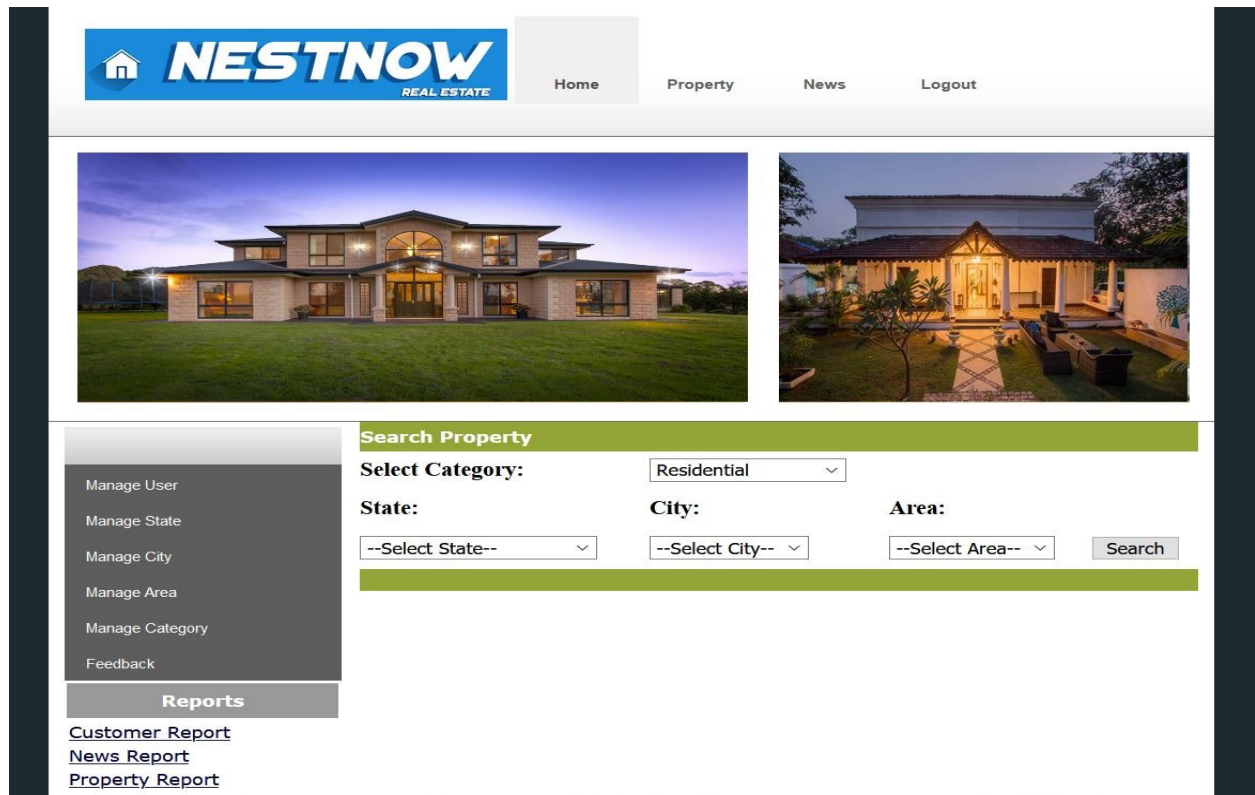 NESTNOW
REAL ESTATE
Home Property News Logout
Search Property
Select Category: Residential
State: City: Area:
--Select State-- --Select City-- --Select Area-- Search
Manage User
Manage State
Manage City
Manage Area
Manage Category
Feedback
Reports
Customer Report
News Report
Property Report